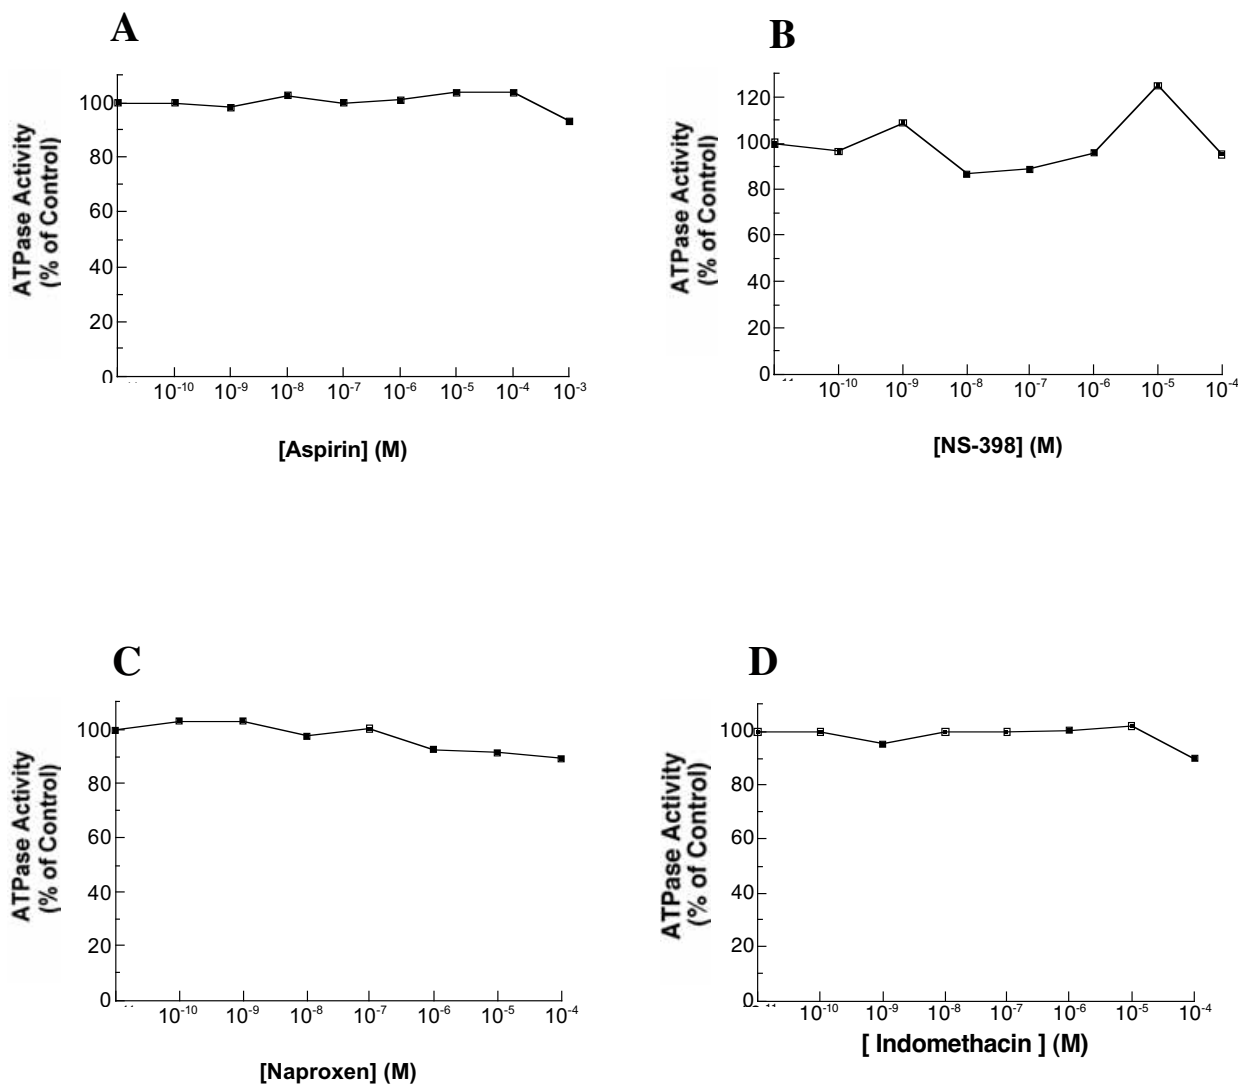 A
ATPase Activity
(% of Control)
100
80
60
40
20
0
10⁻¹⁰ 10⁻⁹ 10⁻⁸ 10⁻⁷ 10⁻⁶ 10⁻⁵ 10⁻⁴ 10⁻³
[Aspirin] (M)
B
ATPase Activity
(% of Control)
120
100
80
60
40
20
0
10⁻¹⁰ 10⁻⁹ 10⁻⁸ 10⁻⁷ 10⁻⁶ 10⁻⁵ 10⁻⁴
[NS-398] (M)
C
ATPase Activity
(% of Control)
100
80
60
40
20
0
10⁻¹⁰ 10⁻⁹ 10⁻⁸ 10⁻⁷ 10⁻⁶ 10⁻⁵ 10⁻⁴
[Naproxen] (M)
D
ATPase Activity
(% of Control)
100
80
60
40
20
0
10⁻¹⁰ 10⁻⁹ 10⁻⁸ 10⁻⁷ 10⁻⁶ 10⁻⁵ 10⁻⁴
[ Indomethacin ] (M)